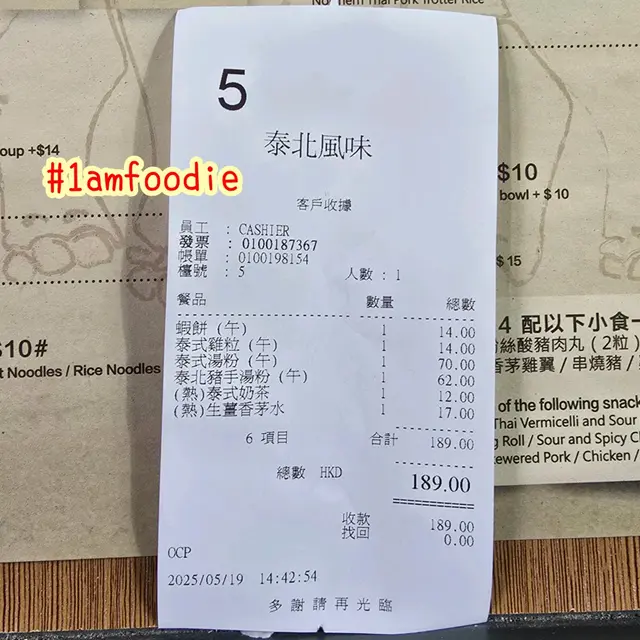 Northern Thai Pork Trotter Rice
5
泰北風味
oup +$14
#1amfoodie
$10
bowl + $ 10
客戶收據
員工 : CASHIER
發票 : 0100187367
帳單 : 0100198154
檯號 : 5 人數 : 1
$ 15
餐品 數量 總數
蝦餅 (午) 1 14.00
泰式雞粒 (午) 1 14.00
泰式湯粉 (午) 1 70.00
泰北豬手湯粉 (午) 1 62.00
(熱)泰式奶茶 1 12.00
(熱)生薑香茅水 1 17.00
6 項目 合計 189.00
總數 HKD 189.00
收款 189.00
找回 0.00
OCP
2025/05/19 14:42:54
多謝請再光臨
$10#
t Noodles / Rice Noodles
4 配以下小食一
粉絲酸豬肉丸 (2粒)
香茅雞翼 / 串燒豬 /
of the following snack
Thai Vermicelli and Sour
g Roll / Sour and Spicy C
ewered Pork / Chicken /